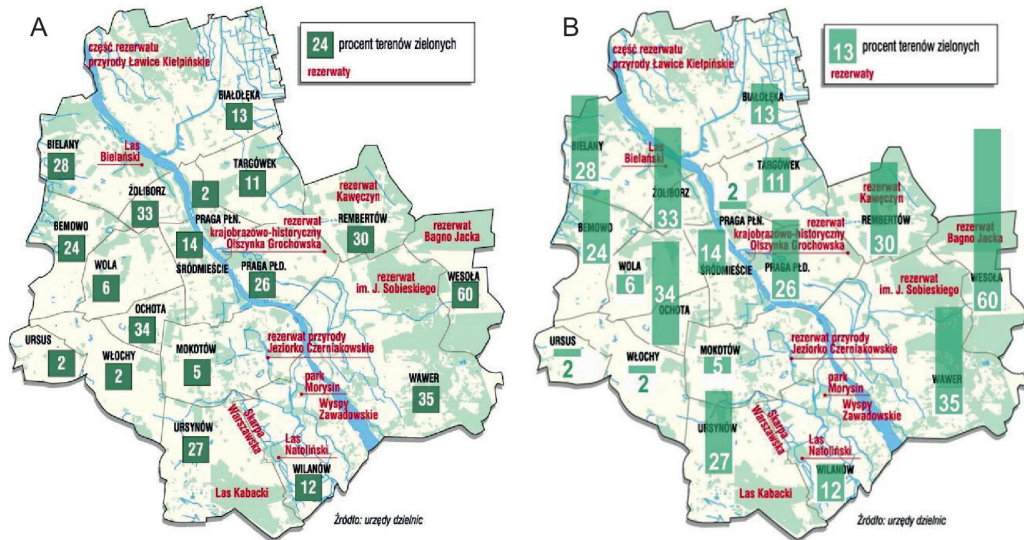 A
24 procent terenów zielonych
rezerwaty
część rezerwatu
przyrody Ławice Kiełpińskie
BIAŁOŁĘKA
13
BIELANY
28
Las
Bielański
TARGÓWEK
11
ŻOLIBORZ
33
2
PRAGA PŁN.
rezerwat
Kawęczyn
REMBERTÓW
30
rezerwat
krajobrazowo-historyczny
Olszynka Grochowska
rezerwat
Bagno Jacka
BEMOWO
24
14
ŚRÓDMIEŚCIE
WOLA
6
PRAGA PŁD.
26
rezerwat
im. J. Sobieskiego
WESOŁA
60
OCHOTA
34
URSUS
2
WŁOCHY
2
MOKOTÓW
5
rezerwat przyrody
Jeziorko Czerniakowskie
park
Morysin
Wyspy
Zawadowskie
WAWER
35
URSYNÓW
27
Skarpa
Warszawska
Las
Natoliński
WILANÓW
12
Las Kabacki
Źródło: urzędy dzielnic
B
13 procent terenów zielonych
rezerwaty
część rezerwatu
przyrody Ławice Kiełpińskie
BIAŁOŁĘKA
13
BIELANY
28
Las
Bielański
TARGÓWEK
11
ŻOLIBORZ
33
2
PRAGA PŁN.
rezerwat
Kawęczyn
REMBERTÓW
30
rezerwat
krajobrazowo-historyczny
Olszynka Grochowska
rezerwat
Bagno Jacka
BEMOWO
24
14
ŚRÓDMIEŚCIE
WOLA
6
PRAGA PŁD.
26
rezerwat
im. J. Sobieskiego
WESOŁA
60
34
OCHOTA
URSUS
2
WŁOCHY
2
MOKOTÓW
5
rezerwat przyrody
Jeziorko Czerniakowskie
park
Morysin
Wyspy
Zawadowskie
WAWER
35
URSYNÓW
27
Skarpa
Warszawska
Las
Natoliński
WILANÓW
12
Las Kabacki
Źródło: urzędy dzielnic